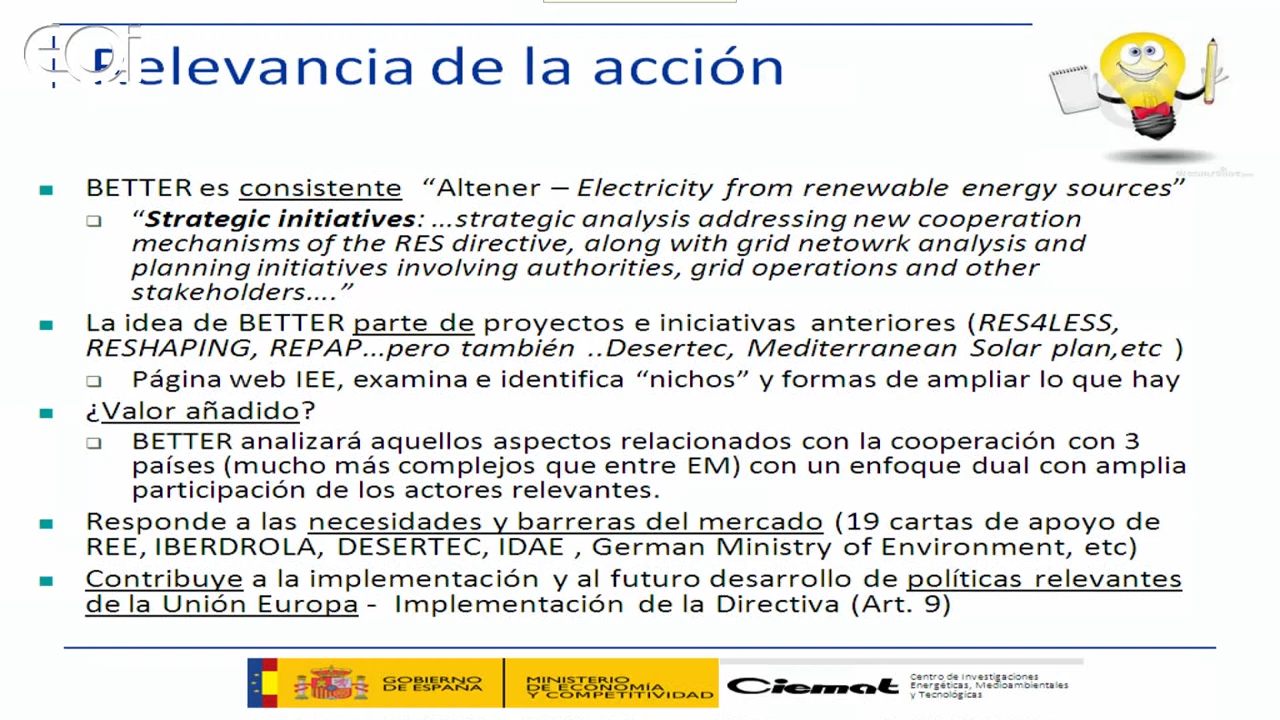 eoi
Relevancia de la acción
BETTER es consistente “Altener – Electricity from renewable energy sources”
“Strategic initiatives: ...strategic analysis addressing new cooperation
mechanisms of the RES directive, along with grid netowrk analysis and
planning initiatives involving authorities, grid operations and other
stakeholders....”
La idea de BETTER parte de proyectos e iniciativas anteriores (RES4LESS,
RESHAPING, REPAP...pero también ..Desertec, Mediterranean Solar plan,etc )
Página web IEE, examina e identifica “nichos” y formas de ampliar lo que hay
¿Valor añadido?
BETTER analizará aquellos aspectos relacionados con la cooperación con 3
países (mucho más complejos que entre EM) con un enfoque dual con amplia
participación de los actores relevantes.
Responde a las necesidades y barreras del mercado (19 cartas de apoyo de
REE, IBERDROLA, DESERTEC, IDAE , German Ministry of Environment, etc)
Contribuye a la implementación y al futuro desarrollo de políticas relevantes
de la Unión Europa - Implementación de la Directiva (Art. 9)
GOBIERNO
DE ESPAÑA
MINISTERIO
DE ECONOMÍA
Y COMPETITIVIDAD
Ciemat
Centro de Investigaciones
Energéticas, Medioambientales
y Tecnológicas